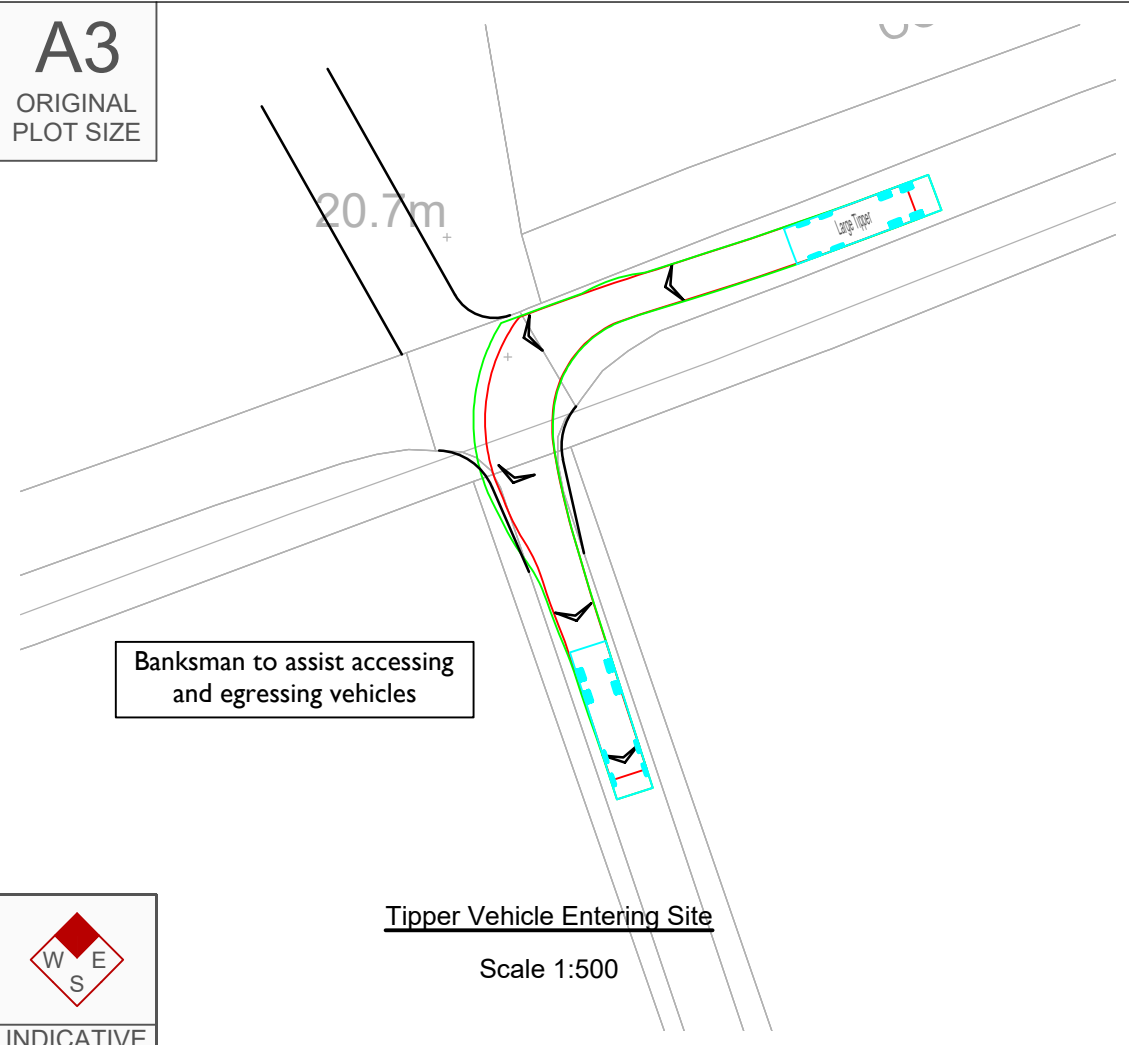 A3
ORIGINAL
PLOT SIZE
20.7m
Large Tipper
Banksman to assist accessing
and egressing vehicles
Tipper Vehicle Entering Site
Scale 1:500
W E
S
INDICATIVE